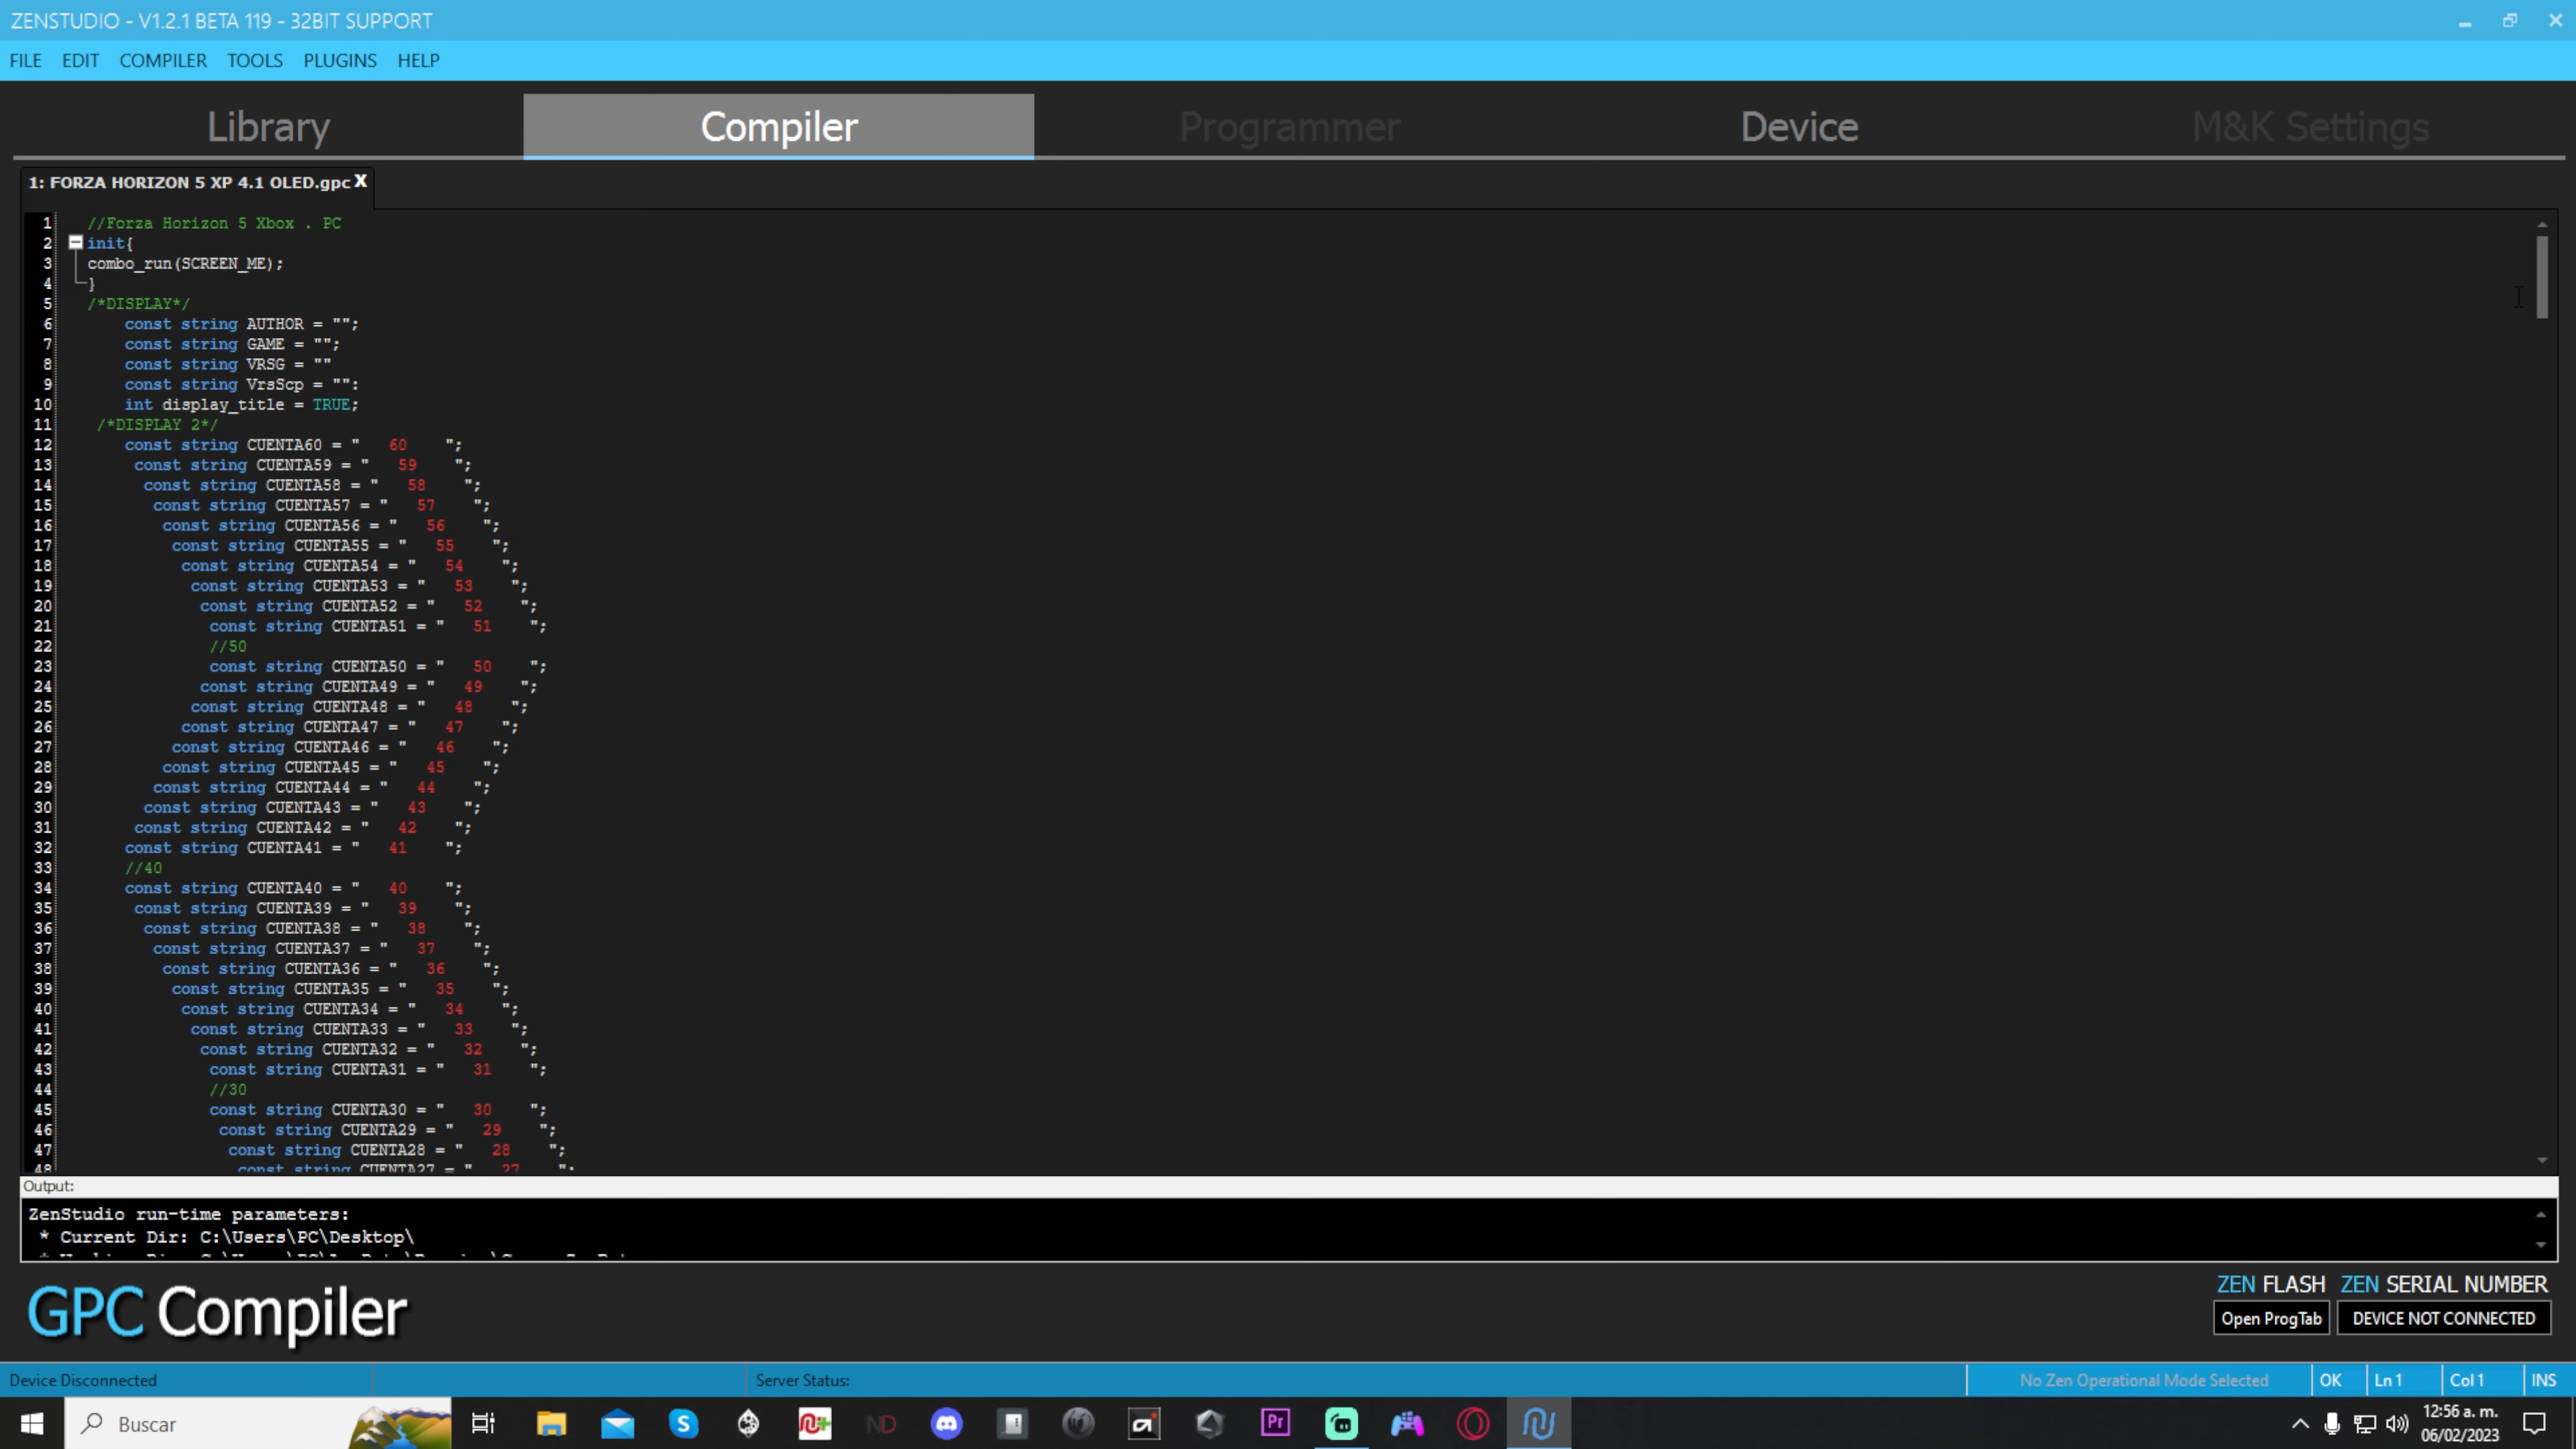 ZENSTUDIO - V1.2.1 BETA 119 - 32BIT SUPPORT
FILE EDIT COMPILER TOOLS PLUGINS HELP
Library Compiler Programmer Device M&K Settings
1: FORZA HORIZON 5 XP 4.1 OLED.gpc X
1 //Forza Horizon 5 Xbox . PC
2 init{
3 combo_run(SCREEN_ME);
4 }
5 /*DISPLAY*/
6 const string AUTHOR = "";
7 const string GAME = "";
8 const string VRSG = ""
9 const string VrsScp = "":
10 int display_title = TRUE;
11 /*DISPLAY 2*/
12 const string CUENTA60 = " 60 ";
13 const string CUENTA59 = " 59 ";
14 const string CUENTA58 = " 58 ";
15 const string CUENTA57 = " 57 ";
16 const string CUENTA56 = " 56 ";
17 const string CUENTA55 = " 55 ";
18 const string CUENTA54 = " 54 ";
19 const string CUENTA53 = " 53 ";
20 const string CUENTA52 = " 52 ";
21 const string CUENTA51 = " 51 ";
22 //50
23 const string CUENTA50 = " 50 ";
24 const string CUENTA49 = " 49 ";
25 const string CUENTA48 = " 48 ";
26 const string CUENTA47 = " 47 ";
27 const string CUENTA46 = " 46 ";
28 const string CUENTA45 = " 45 ";
29 const string CUENTA44 = " 44 ";
30 const string CUENTA43 = " 43 ";
31 const string CUENTA42 = " 42 ";
32 const string CUENTA41 = " 41 ";
33 //40
34 const string CUENTA40 = " 40 ";
35 const string CUENTA39 = " 39 ";
36 const string CUENTA38 = " 38 ";
37 const string CUENTA37 = " 37 ";
38 const string CUENTA36 = " 36 ";
39 const string CUENTA35 = " 35 ";
40 const string CUENTA34 = " 34 ";
41 const string CUENTA33 = " 33 ";
42 const string CUENTA32 = " 32 ";
43 const string CUENTA31 = " 31 ";
44 //30
45 const string CUENTA30 = " 30 ";
46 const string CUENTA29 = " 29 ";
47 const string CUENTA28 = " 28 ";
48 const string CUENTA27 = " 27 ";
Output:
ZenStudio run-time parameters:
* Current Dir: C:\Users\PC\Desktop\
GPC Compiler
ZEN FLASH ZEN SERIAL NUMBER
Open ProgTab DEVICE NOT CONNECTED
Device Disconnected Server Status: No Zen Operational Mode Selected OK Ln 1 Col 1 INS
Buscar
ND
Pr
12:56 a. m.
06/02/2023